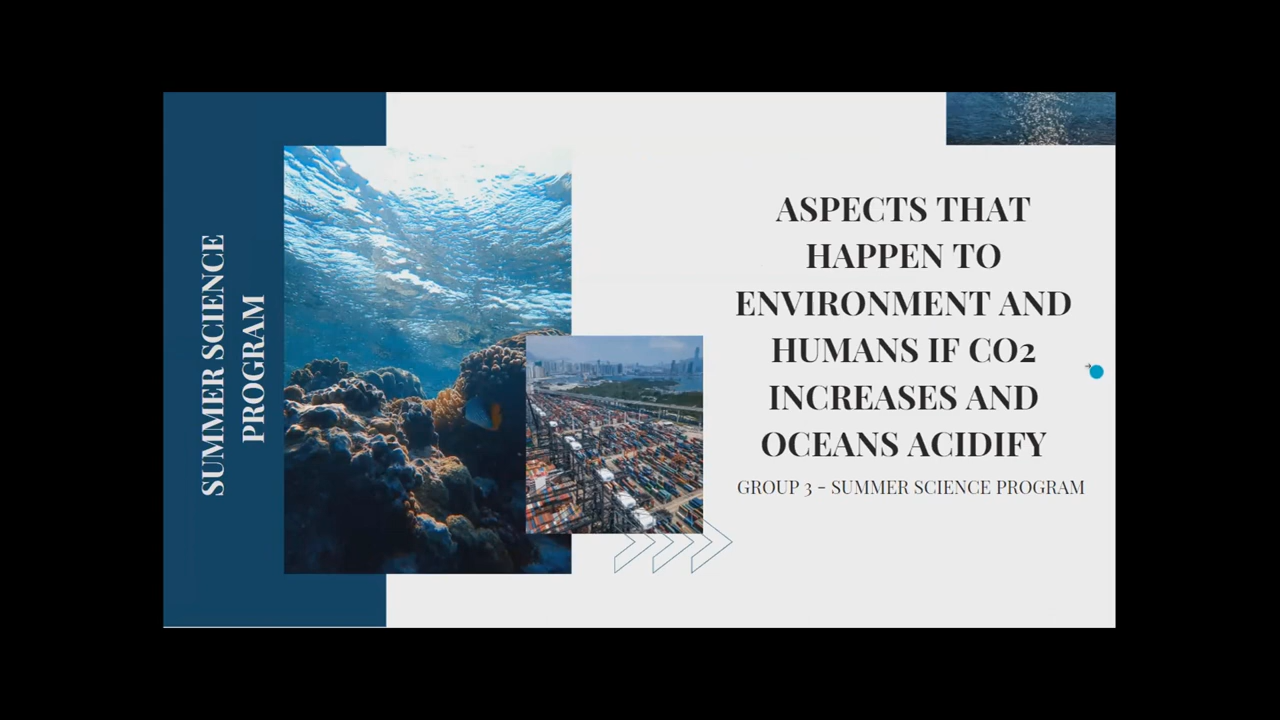 SUMMER SCIENCE
PROGRAM
ASPECTS THAT
HAPPEN TO
ENVIRONMENT AND
HUMANS IF CO2
INCREASES AND
OCEANS ACIDIFY
GROUP 3 - SUMMER SCIENCE PROGRAM